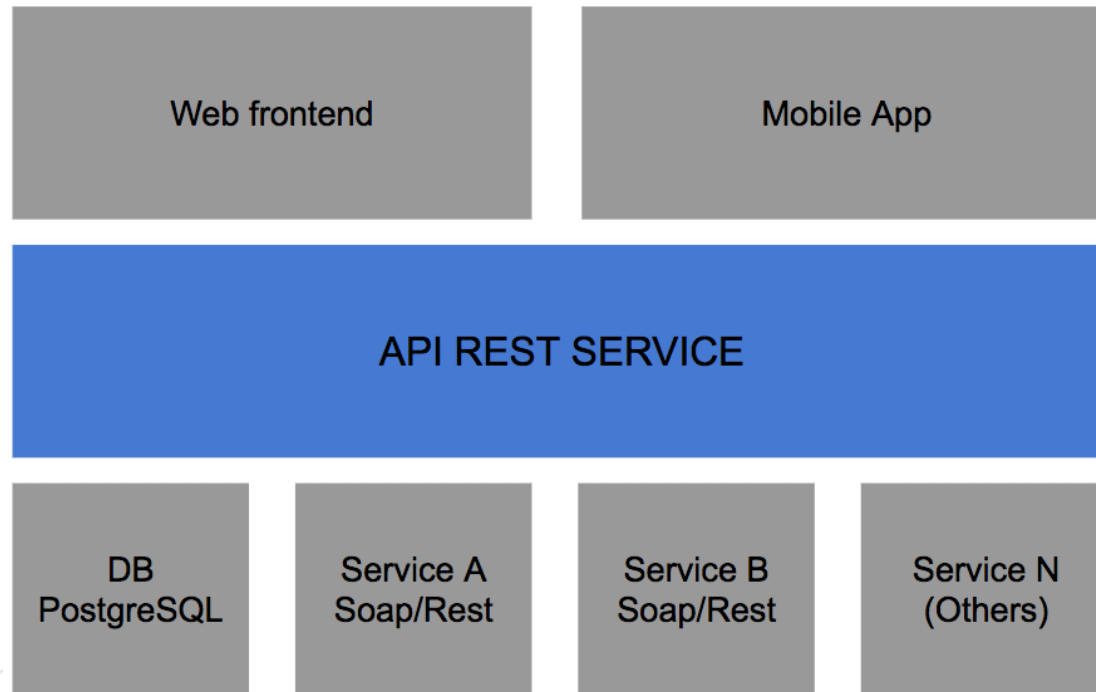 Web frontend
Mobile App
API REST SERVICE
DB
PostgreSQL
Service A
Soap/Rest
Service B
Soap/Rest
Service N
(Others)